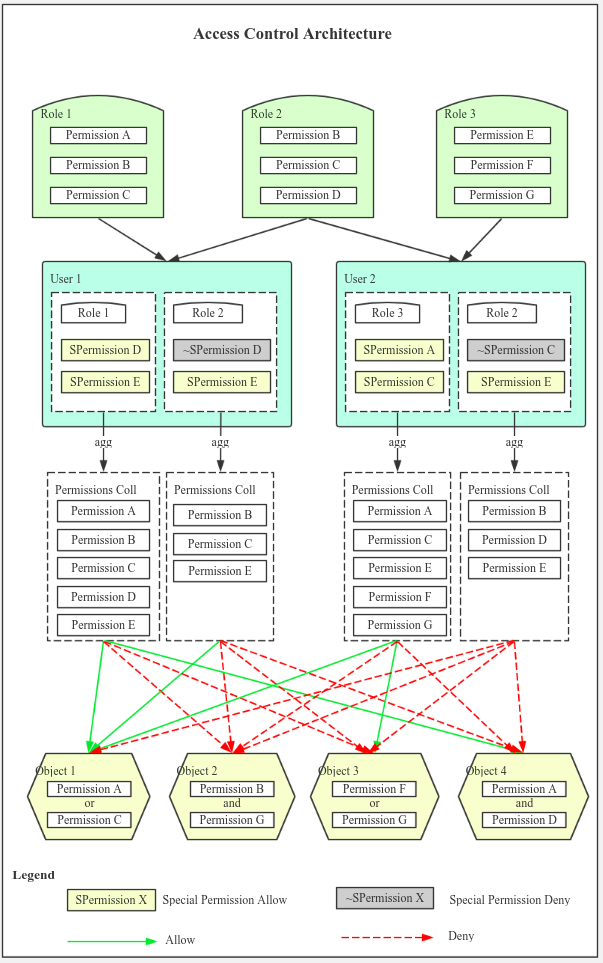 Access Control Architecture
Role 1
Permission A
Permission B
Permission C
Role 2
Permission B
Permission C
Permission D
Role 3
Permission E
Permission F
Permission G
User 1
Role 1
SPermission D
SPermission E
Role 2
~SPermission D
SPermission E
User 2
Role 3
SPermission A
SPermission C
Role 2
~SPermission C
SPermission E
agg
agg
agg
agg
Permissions Coll
Permission A
Permission B
Permission C
Permission D
Permission E
Permissions Coll
Permission B
Permission C
Permission E
Permissions Coll
Permission A
Permission C
Permission E
Permission F
Permission G
Permissions Coll
Permission B
Permission D
Permission E
Object 1
Permission A
or
Permission C
Object 2
Permission B
and
Permission G
Object 3
Permission F
or
Permission G
Object 4
Permission A
and
Permission D
Legend
SPermission X
Special Permission Allow
~SPermission X
Special Permission Deny
Allow
Deny